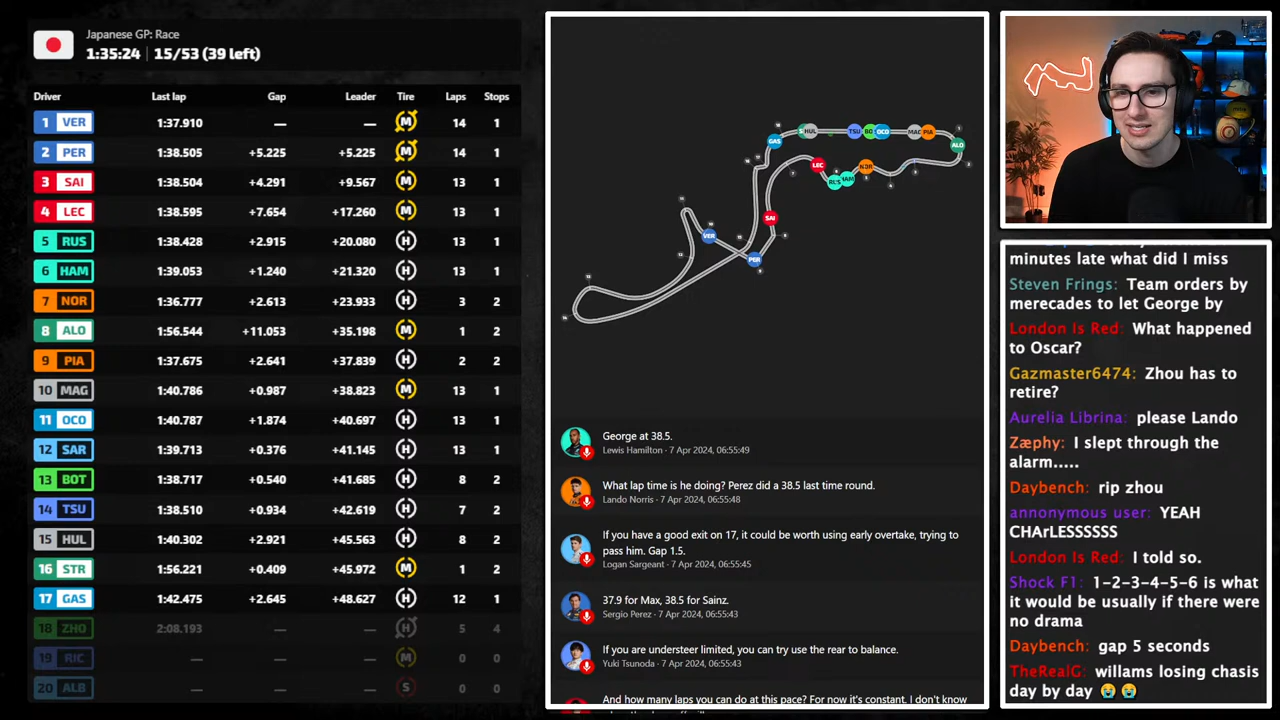 Japanese GP: Race
1:35:24 | 15/53 (39 left)
Driver Last lap Gap Leader Tire Laps Stops
1 VER 1:37.910 — — M 14 1
2 PER 1:38.505 +5.225 +5.225 M 14 1
3 SAI 1:38.504 +4.291 +9.567 M 13 1
4 LEC 1:38.595 +7.654 +17.260 M 13 1
5 RUS 1:38.428 +2.915 +20.080 H 13 1
6 HAM 1:39.053 +1.240 +21.320 H 13 1
7 NOR 1:36.777 +2.613 +23.933 H 3 2
8 ALO 1:56.544 +11.053 +35.198 M 1 2
9 PIA 1:37.675 +2.641 +37.839 H 2 2
10 MAG 1:40.786 +0.987 +38.823 M 13 1
11 OCO 1:40.787 +1.874 +40.697 H 13 1
12 SAR 1:39.713 +0.376 +41.145 H 13 1
13 BOT 1:38.717 +0.540 +41.685 H 8 2
14 TSU 1:38.510 +0.934 +42.619 H 7 2
15 HUL 1:40.302 +2.921 +45.563 H 8 2
16 STR 1:56.221 +0.409 +45.972 M 1 2
17 GAS 1:42.475 +2.645 +48.627 H 12 1
18 ZHO 2:08.193 — — H 5 4
19 RIC — — — M 0 0
20 ALB — — — S 0 0
HUL TSU BO OCO MAG PIA
GAS ALO
LEC NOR
RUS HAM
SAI
VER
PER
George at 38.5.
Lewis Hamilton · 7 Apr 2024, 06:55:49
What lap time is he doing? Perez did a 38.5 last time round.
Lando Norris · 7 Apr 2024, 06:55:48
If you have a good exit on 17, it could be worth using early overtake, trying to
pass him. Gap 1.5.
Logan Sargeant · 7 Apr 2024, 06:55:45
37.9 for Max, 38.5 for Sainz.
Sergio Perez · 7 Apr 2024, 06:55:43
If you are understeer limited, you can try use the rear to balance.
Yuki Tsunoda · 7 Apr 2024, 06:55:43
And how many laps you can do at this pace? For now it's constant. I don't know
minutes late what did I miss
Steven Frings: Team orders by
merecades to let George by
London Is Red: What happened
to Oscar?
Gazmaster6474: Zhou has to
retire?
Aurelia Librina: please Lando
Zæphy: I slept through the
alarm.....
Daybench: rip zhou
annonymous user: YEAH
CHArLESSSSSS
London Is Red: I told so.
Shock F1: 1-2-3-4-5-6 is what
it would be usually if there were
no drama
Daybench: gap 5 seconds
TheRealG: willams losing chasis
day by day 😭😭